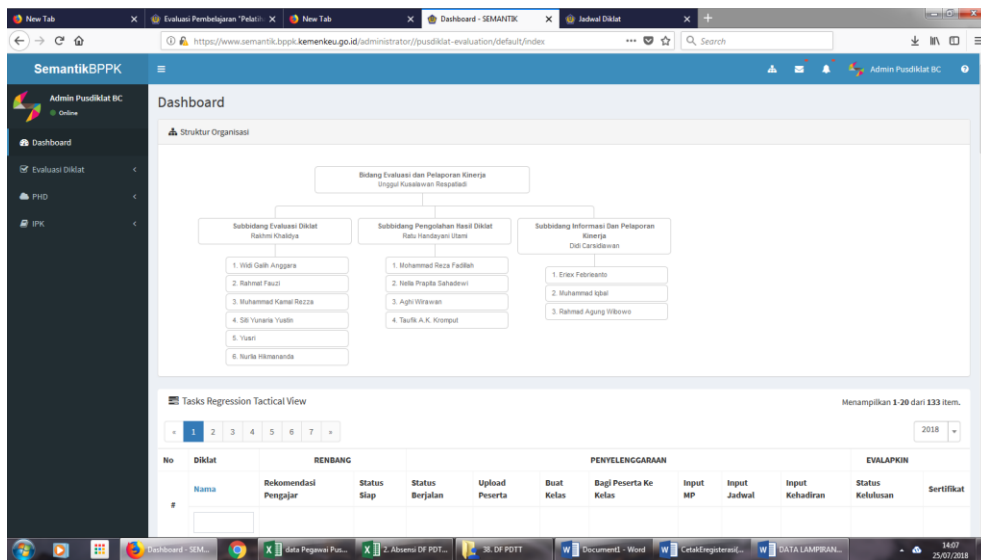 New Tab
Evaluasi Pembelajaran "Pelatih
New Tab
Dashboard - SEMANTIK
Jadwal Diklat
https://www.semantik.bppk.kemenkeu.go.id/administrator//pusdiklat-evaluation/default/index
Search
SemantikBPPK
Admin Pusdiklat BC
Admin Pusdiklat BC
Online
Dashboard
Evaluasi Diklat
PHD
IPK
Dashboard
Struktur Organisasi
Bidang Evaluasi dan Pelaporan Kinerja
Unggul Kusalawan Respatiadi
Subbidang Evaluasi Diklat
Rakhmi Khalidya
1. Widi Galih Anggara
2. Rahmat Fauzi
3. Muhammad Kamal Rezza
4. Siti Yunaria Yustin
5. Yusri
6. Nurlia Hikmananda
Subbidang Pengolahan Hasil Diklat
Ratu Handayani Utami
1. Mohammad Reza Fadillah
2. Nella Prapita Sahadewi
3. Aghi Wirawan
4. Taufik A.K. Kromput
Subbidang Informasi Dan Pelaporan
Kinerja
Didi Carsidiawan
1. Eriex Febrieanto
2. Muhammad Iqbal
3. Rahmad Agung Wibowo
Tasks Regression Tactical View
Menampilkan 1-20 dari 133 item.
« 1 2 3 4 5 6 7 »
2018
No Diklat RENBANG PENYELENGGARAAN EVALAPKIN
# Nama Rekomendasi Pengajar Status Siap Status Berjalan Upload Peserta Buat Kelas Bagi Peserta Ke Kelas Input MP Input Jadwal Input Kehadiran Status Kelulusan Sertifikat
Dashboard - SEM...
data Pegawai Pus...
2. Absensi DF PDT...
38. DF PDTT
Document1 - Word
CetakEregisterasi(...
DATA LAMPIRAN...
14:07
25/07/2018